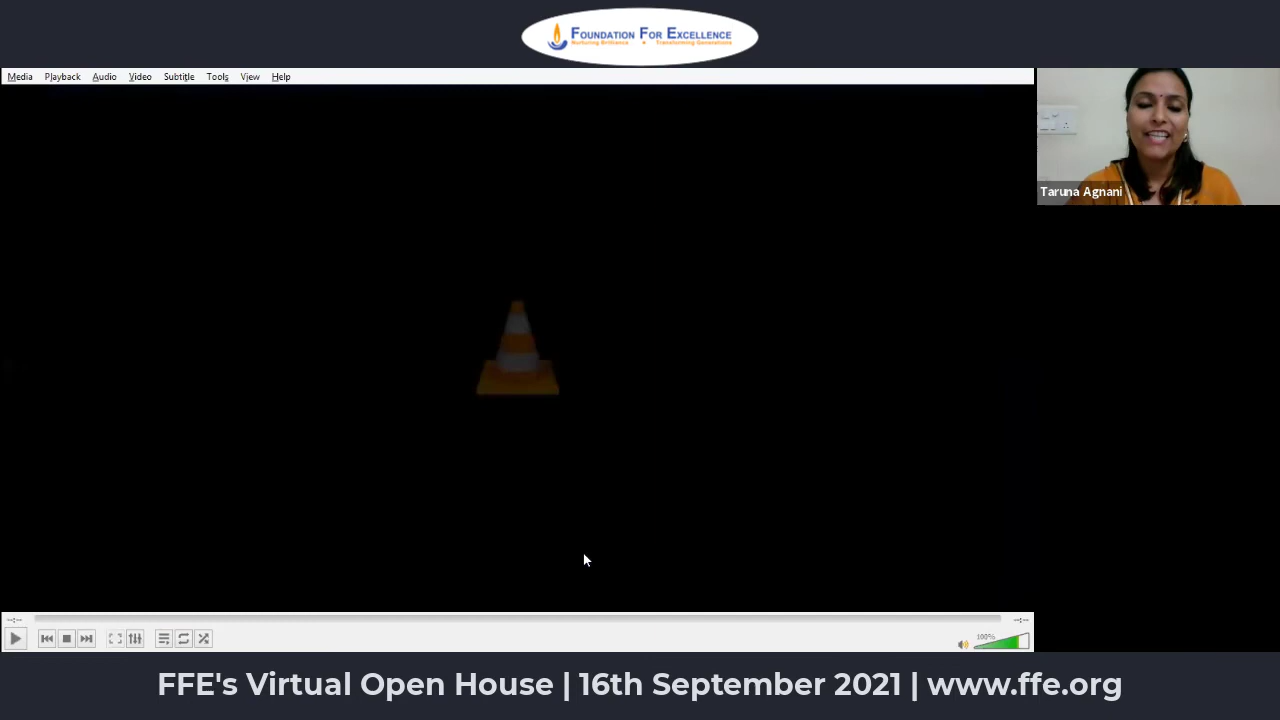 FOUNDATION FOR EXCELLENCE
Nurturing Brilliance • Transforming Generations
Media Playback Audio Video Subtitle Tools View Help
Taruna Agnani
--:-- --:--
100%
FFE's Virtual Open House | 16th September 2021 | www.ffe.org